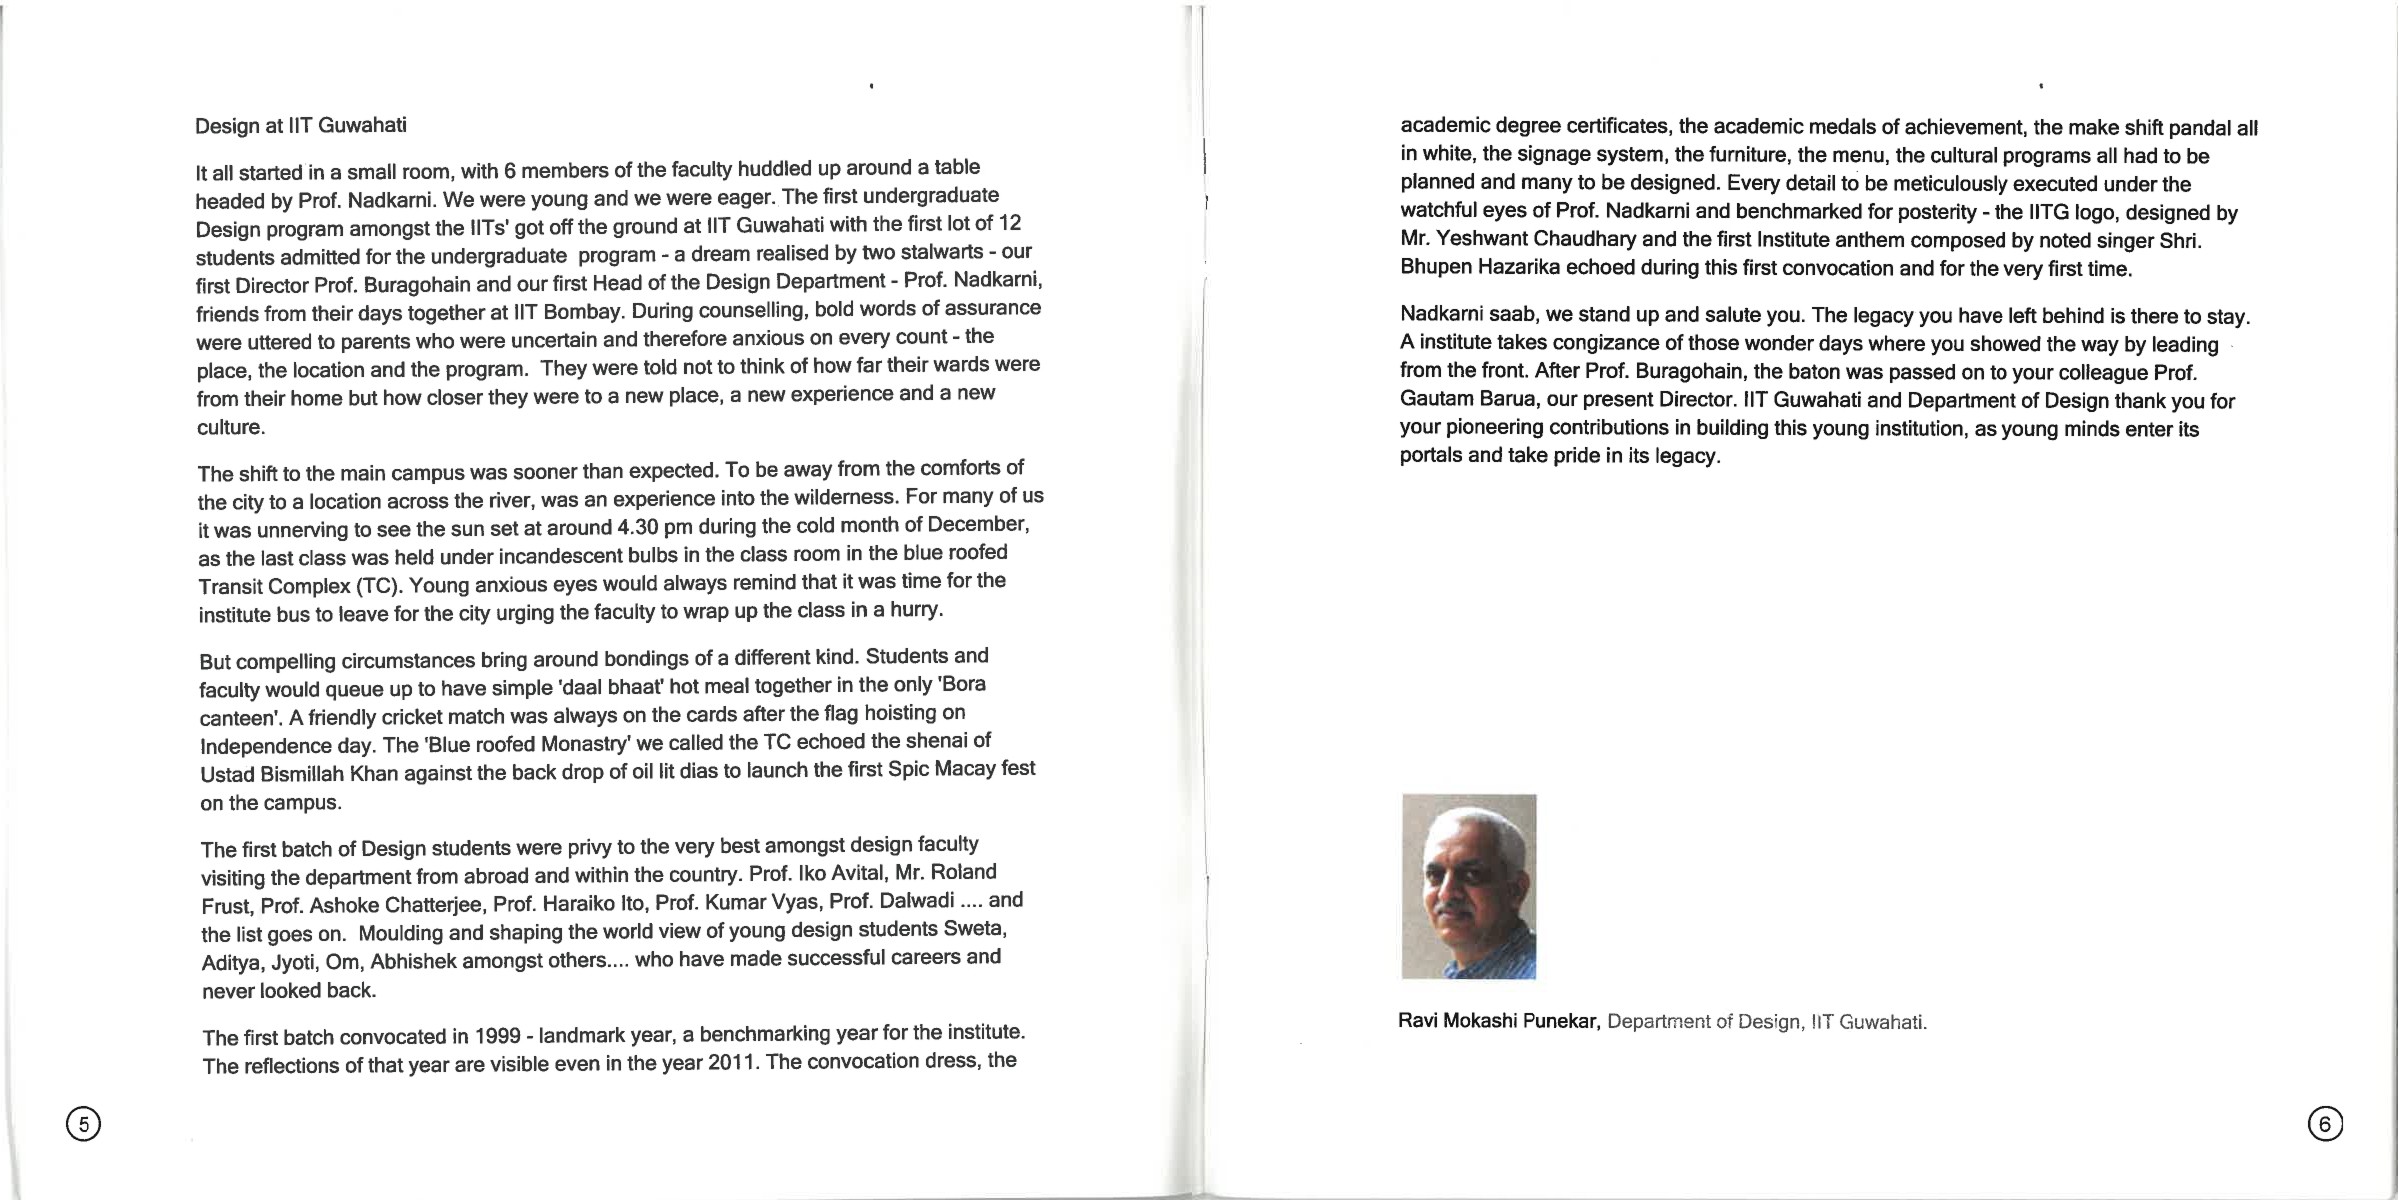 Design at IIT Guwahati
It all started in a small room, with 6 members of the faculty huddled up around a table
headed by Prof. Nadkarni. We were young and we were eager. The first undergraduate
Design program amongst the IITs' got off the ground at IIT Guwahati with the first lot of 12
students admitted for the undergraduate  program - a dream realised by two stalwarts - our
first Director Prof. Buragohain and our first Head of the Design Department - Prof. Nadkarni,
friends from their days together at IIT Bombay. During counselling, bold words of assurance
were uttered to parents who were uncertain and therefore anxious on every count - the
place, the location and the program.  They were told not to think of how far their wards were
from their home but how closer they were to a new place, a new experience and a new
culture.
The shift to the main campus was sooner than expected. To be away from the comforts of
the city to a location across the river, was an experience into the wilderness. For many of us
it was unnerving to see the sun set at around 4.30 pm during the cold month of December,
as the last class was held under incandescent bulbs in the class room in the blue roofed
Transit Complex (TC). Young anxious eyes would always remind that it was time for the
institute bus to leave for the city urging the faculty to wrap up the class in a hurry.
But compelling circumstances bring around bondings of a different kind. Students and
faculty would queue up to have simple 'daal bhaat' hot meal together in the only 'Bora
canteen'. A friendly cricket match was always on the cards after the flag hoisting on
Independence day. The 'Blue roofed Monastry' we called the TC echoed the shenai of
Ustad Bismillah Khan against the back drop of oil lit dias to launch the first Spic Macay fest
on the campus.
The first batch of Design students were privy to the very best amongst design faculty
visiting the department from abroad and within the country. Prof. Iko Avital, Mr. Roland
Frust, Prof. Ashoke Chatterjee, Prof. Haraiko Ito, Prof. Kumar Vyas, Prof. Dalwadi .... and
the list goes on.  Moulding and shaping the world view of young design students Sweta,
Aditya, Jyoti, Om, Abhishek amongst others.... who have made successful careers and
never looked back.
The first batch convocated in 1999 - landmark year, a benchmarking year for the institute.
The reflections of that year are visible even in the year 2011. The convocation dress, the
5
academic degree certificates, the academic medals of achievement, the make shift pandal all
in white, the signage system, the furniture, the menu, the cultural programs all had to be
planned and many to be designed. Every detail to be meticulously executed under the
watchful eyes of Prof. Nadkarni and benchmarked for posterity - the IITG logo, designed by
Mr. Yeshwant Chaudhary and the first Institute anthem composed by noted singer Shri.
Bhupen Hazarika echoed during this first convocation and for the very first time.
Nadkarni saab, we stand up and salute you. The legacy you have left behind is there to stay.
A institute takes congizance of those wonder days where you showed the way by leading
from the front. After Prof. Buragohain, the baton was passed on to your colleague Prof.
Gautam Barua, our present Director. IIT Guwahati and Department of Design thank you for
your pioneering contributions in building this young institution, as young minds enter its
portals and take pride in its legacy.
Ravi Mokashi Punekar, Department of Design, IIT Guwahati.
6